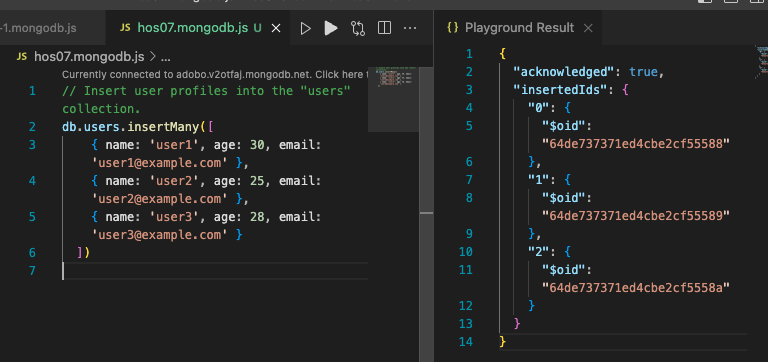 -1.mongodb.js
JS hos07.mongodb.js U
JS hos07.mongodb.js > ...
Currently connected to adobo.v2otfaj.mongodb.net. Click here t
1 // Insert user profiles into the "users"
collection.
2 db.users.insertMany([
3 { name: 'user1', age: 30, email:
'user1@example.com' },
4 { name: 'user2', age: 25, email:
'user2@example.com' },
5 { name: 'user3', age: 28, email:
'user3@example.com' }
6 ])
7
{} Playground Result
1 {
2 "acknowledged": true,
3 "insertedIds": {
4 "0": {
5 "$oid":
"64de737371ed4cbe2cf55588"
6 },
7 "1": {
8 "$oid":
"64de737371ed4cbe2cf55589"
9 },
10 "2": {
11 "$oid":
"64de737371ed4cbe2cf5558a"
12 }
13 }
14 }